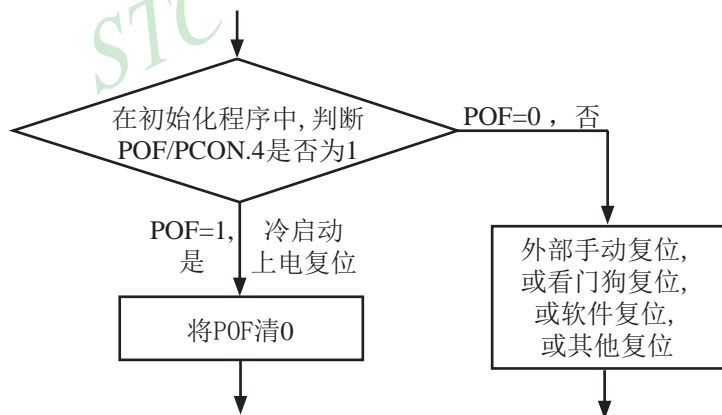 STC
在初始化程序中,判断
POF/PCON.4是否为1
POF=0 ，否
POF=1,
是
冷启动
上电复位
将POF清0
外部手动复位,
或看门狗复位,
或软件复位,
或其他复位